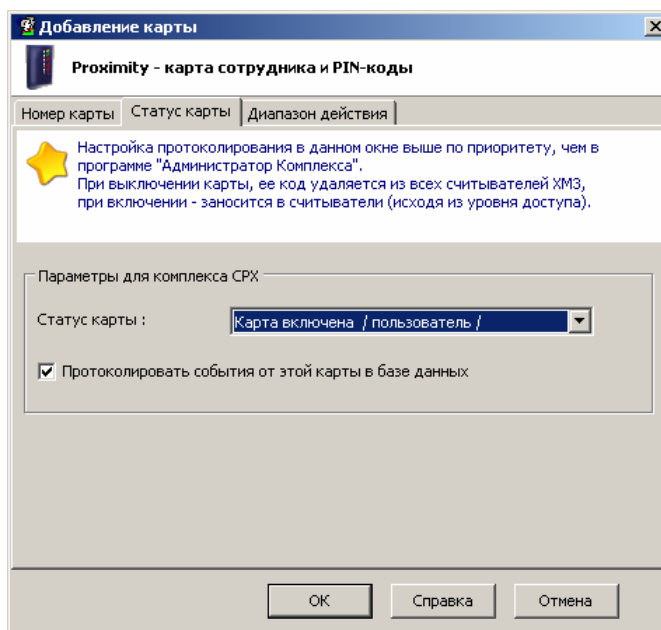 Добавление карты
Proximity - карта сотрудника и PIN-коды
Номер карты Статус карты Диапазон действия
Настройка протоколирования в данном окне выше по приоритету, чем в
программе "Администратор Комплекса".
При выключении карты, ее код удаляется из всех считывателей ХМЗ,
при включении - заносится в считыватели (исходя из уровня доступа).
Параметры для комплекса СРХ
Статус карты :
Карта включена / пользователь /
Протоколировать события от этой карты в базе данных
ОК Справка Отмена